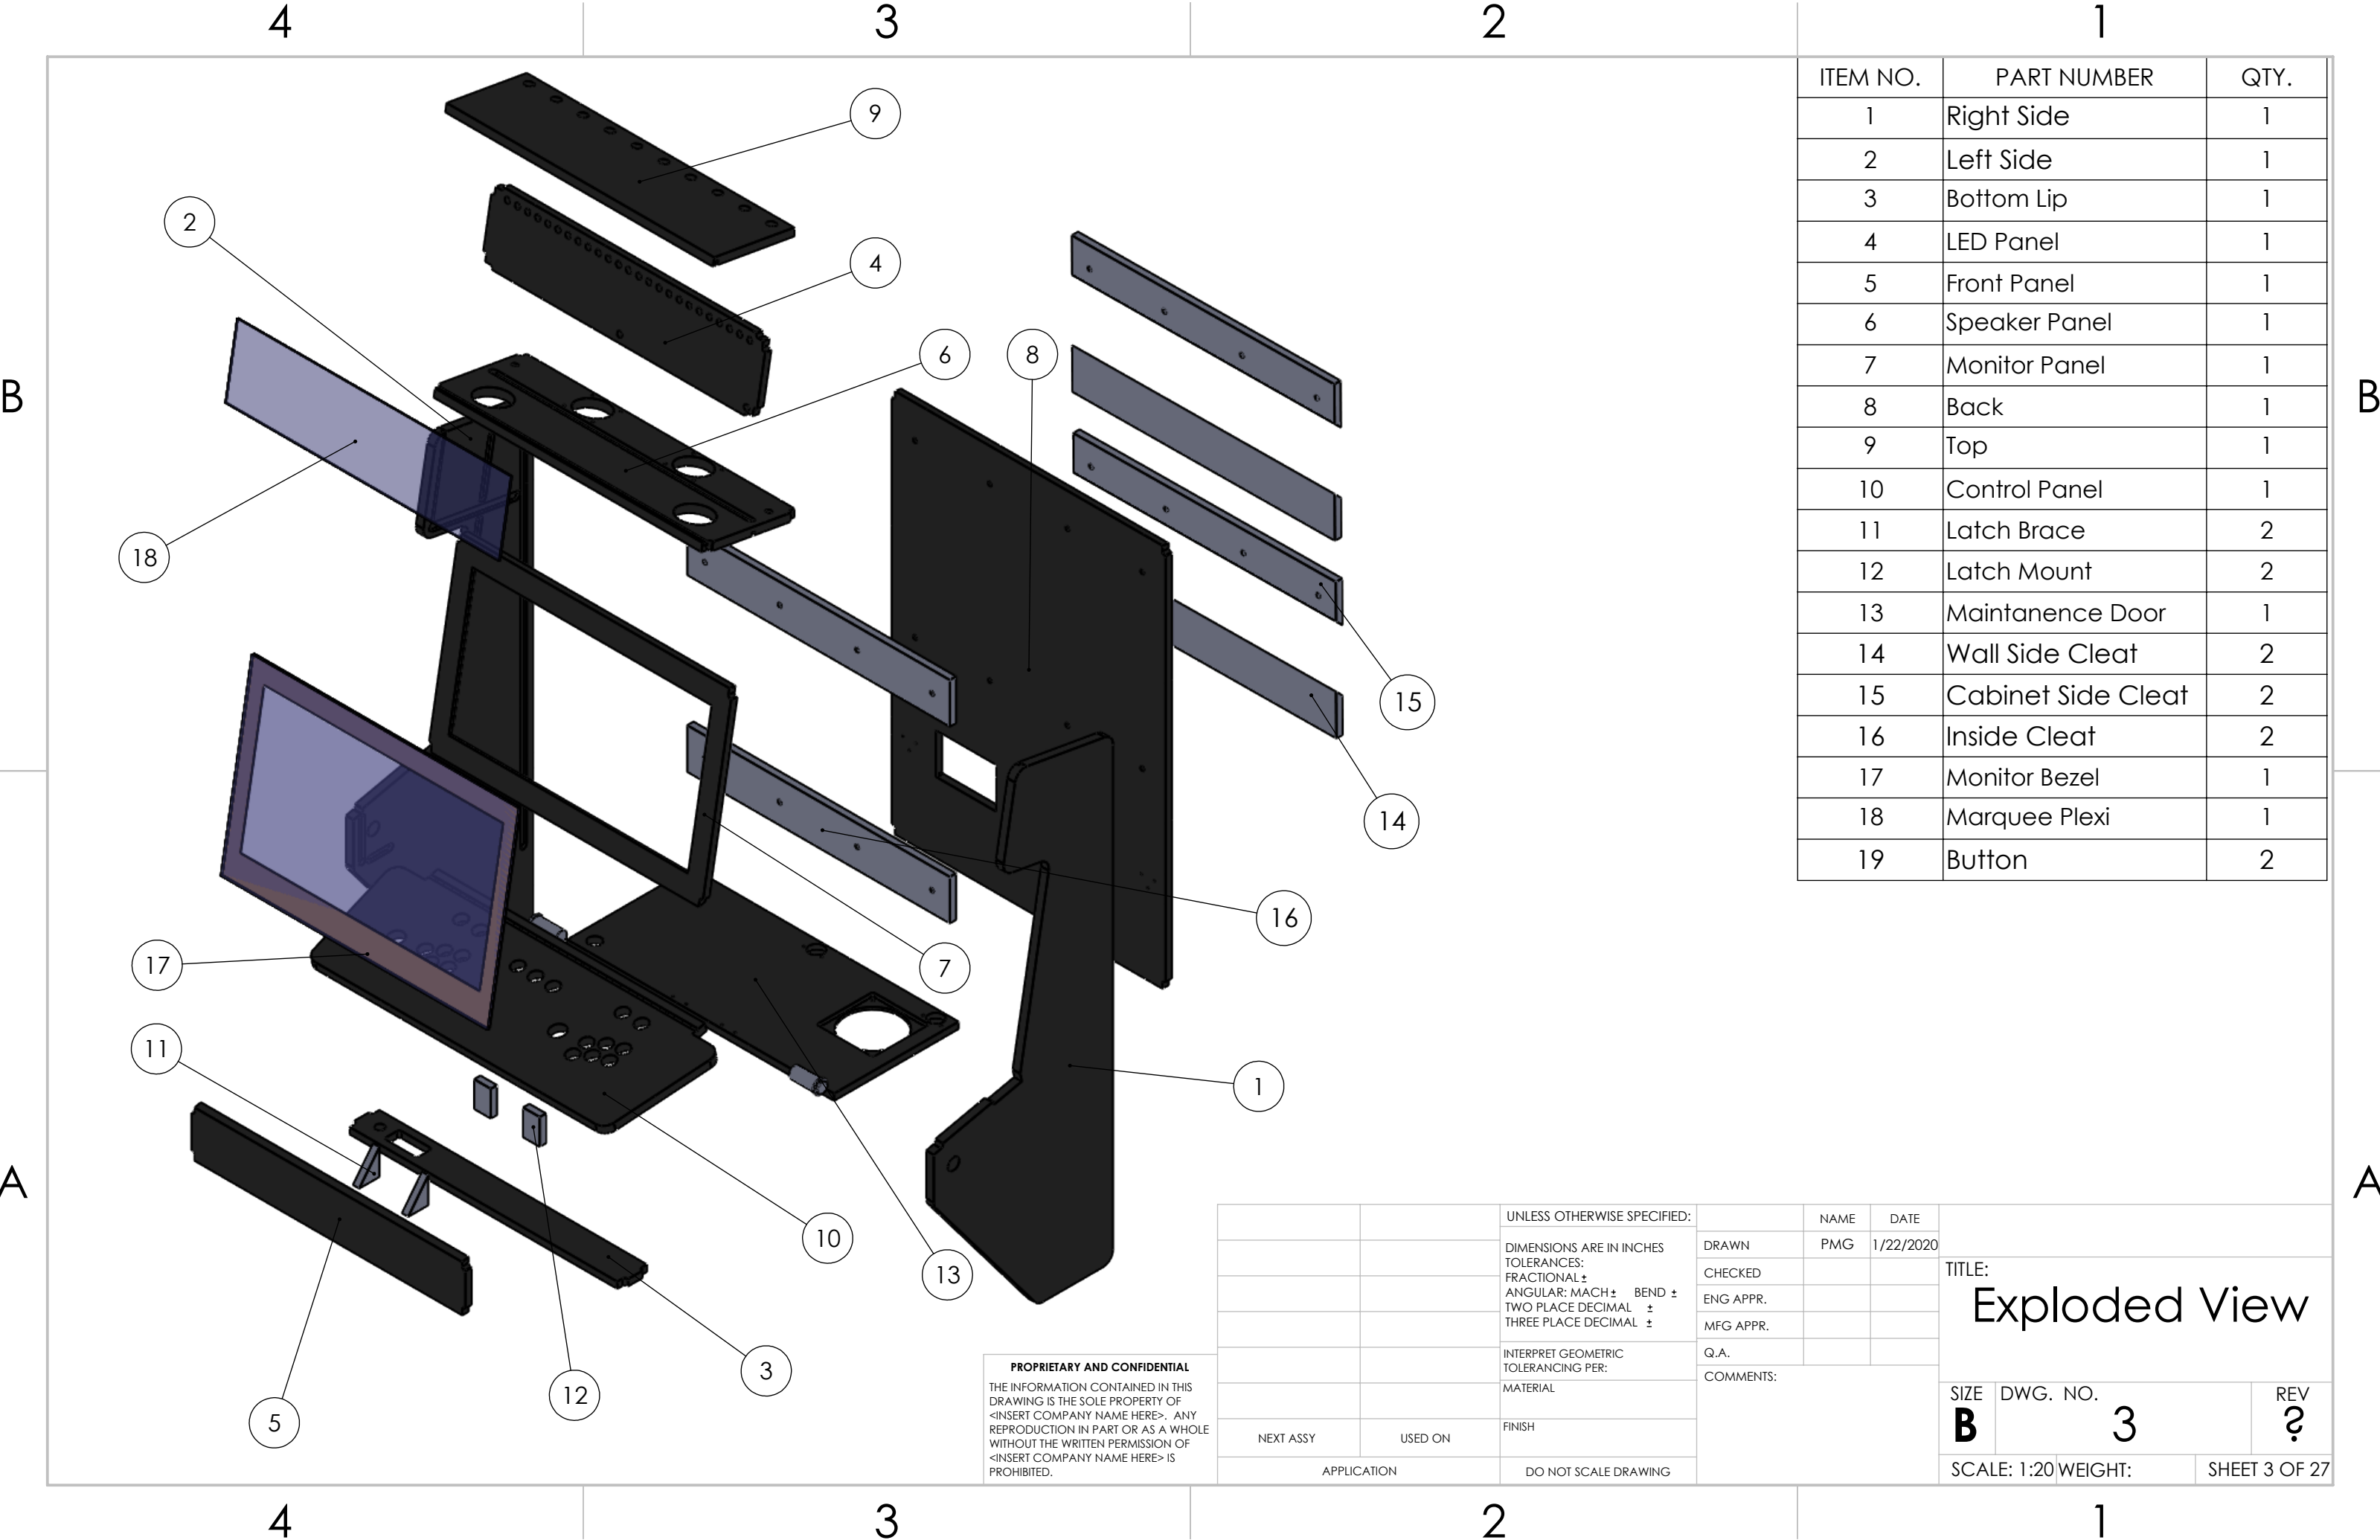 4 3 2 1
B B
A A
4 3 2 1
ITEM NO. PART NUMBER QTY.
1 Right Side 1
2 Left Side 1
3 Bottom Lip 1
4 LED Panel 1
5 Front Panel 1
6 Speaker Panel 1
7 Monitor Panel 1
8 Back 1
9 Top 1
10 Control Panel 1
11 Latch Brace 2
12 Latch Mount 2
13 Maintanence Door 1
14 Wall Side Cleat 2
15 Cabinet Side Cleat 2
16 Inside Cleat 2
17 Monitor Bezel 1
18 Marquee Plexi 1
19 Button 2
9
2
4
6
8
18
15
14
16
17
7
11
1
10
13
3
12
5
PROPRIETARY AND CONFIDENTIAL
THE INFORMATION CONTAINED IN THIS
DRAWING IS THE SOLE PROPERTY OF
<INSERT COMPANY NAME HERE>. ANY
REPRODUCTION IN PART OR AS A WHOLE
WITHOUT THE WRITTEN PERMISSION OF
<INSERT COMPANY NAME HERE> IS
PROHIBITED.
NEXT ASSY USED ON
APPLICATION
UNLESS OTHERWISE SPECIFIED:
DIMENSIONS ARE IN INCHES
TOLERANCES:
FRACTIONAL ±
ANGULAR: MACH ± BEND ±
TWO PLACE DECIMAL ±
THREE PLACE DECIMAL ±
INTERPRET GEOMETRIC
TOLERANCING PER:
MATERIAL
FINISH
DO NOT SCALE DRAWING
NAME DATE
DRAWN PMG 1/22/2020
CHECKED
ENG APPR.
MFG APPR.
Q.A.
COMMENTS:
TITLE:
Exploded View
SIZE DWG. NO. REV
B 3 ?
SCALE: 1:20 WEIGHT: SHEET 3 OF 27